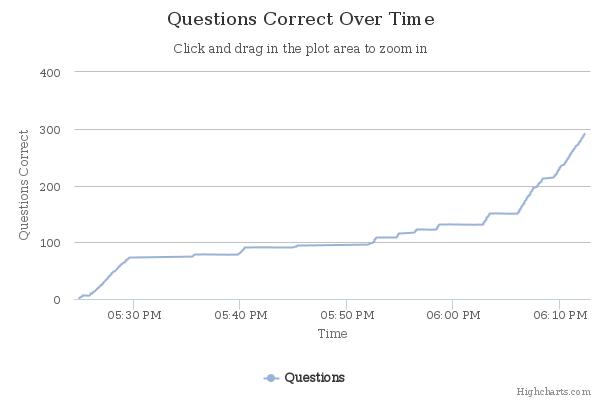 Questions Correct Over Time
Click and drag in the plot area to zoom in
400
300
200
100
0
Questions Correct
05:30 PM 05:40 PM 05:50 PM 06:00 PM 06:10 PM
Time
Questions
Highcharts.com